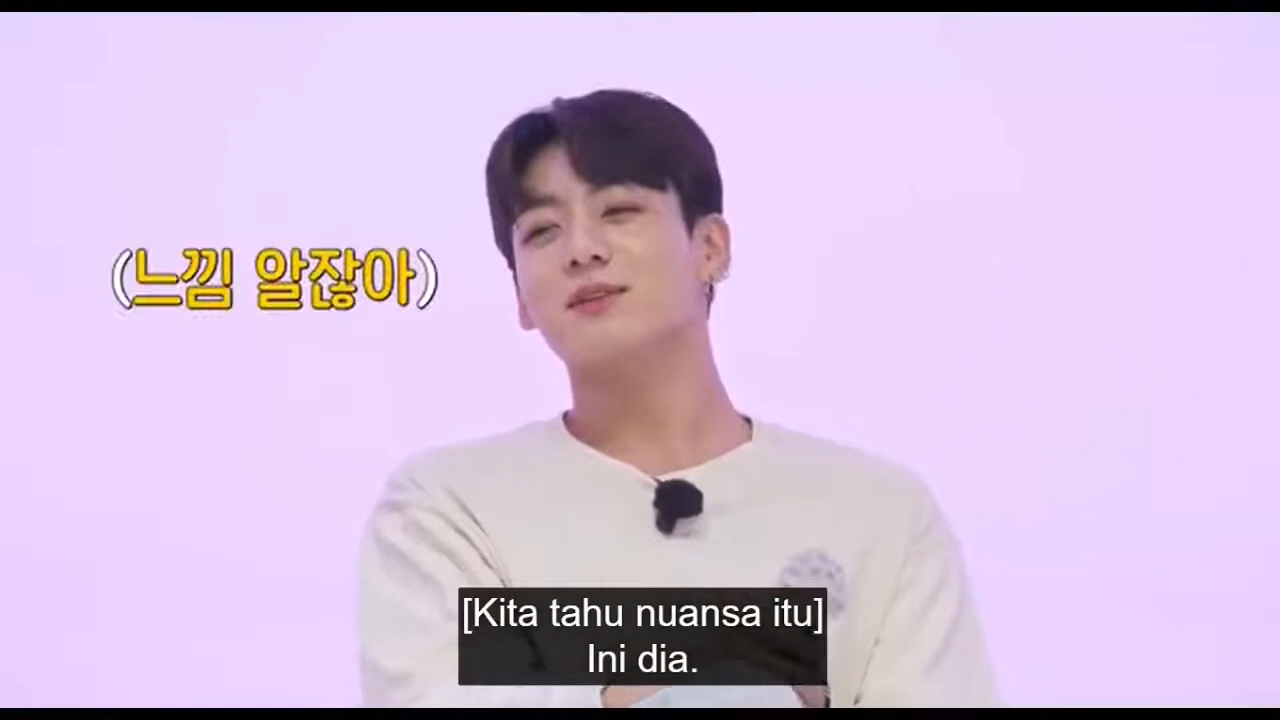 (느낌 알잖아)
[Kita tahu nuansa itu]
Ini dia.